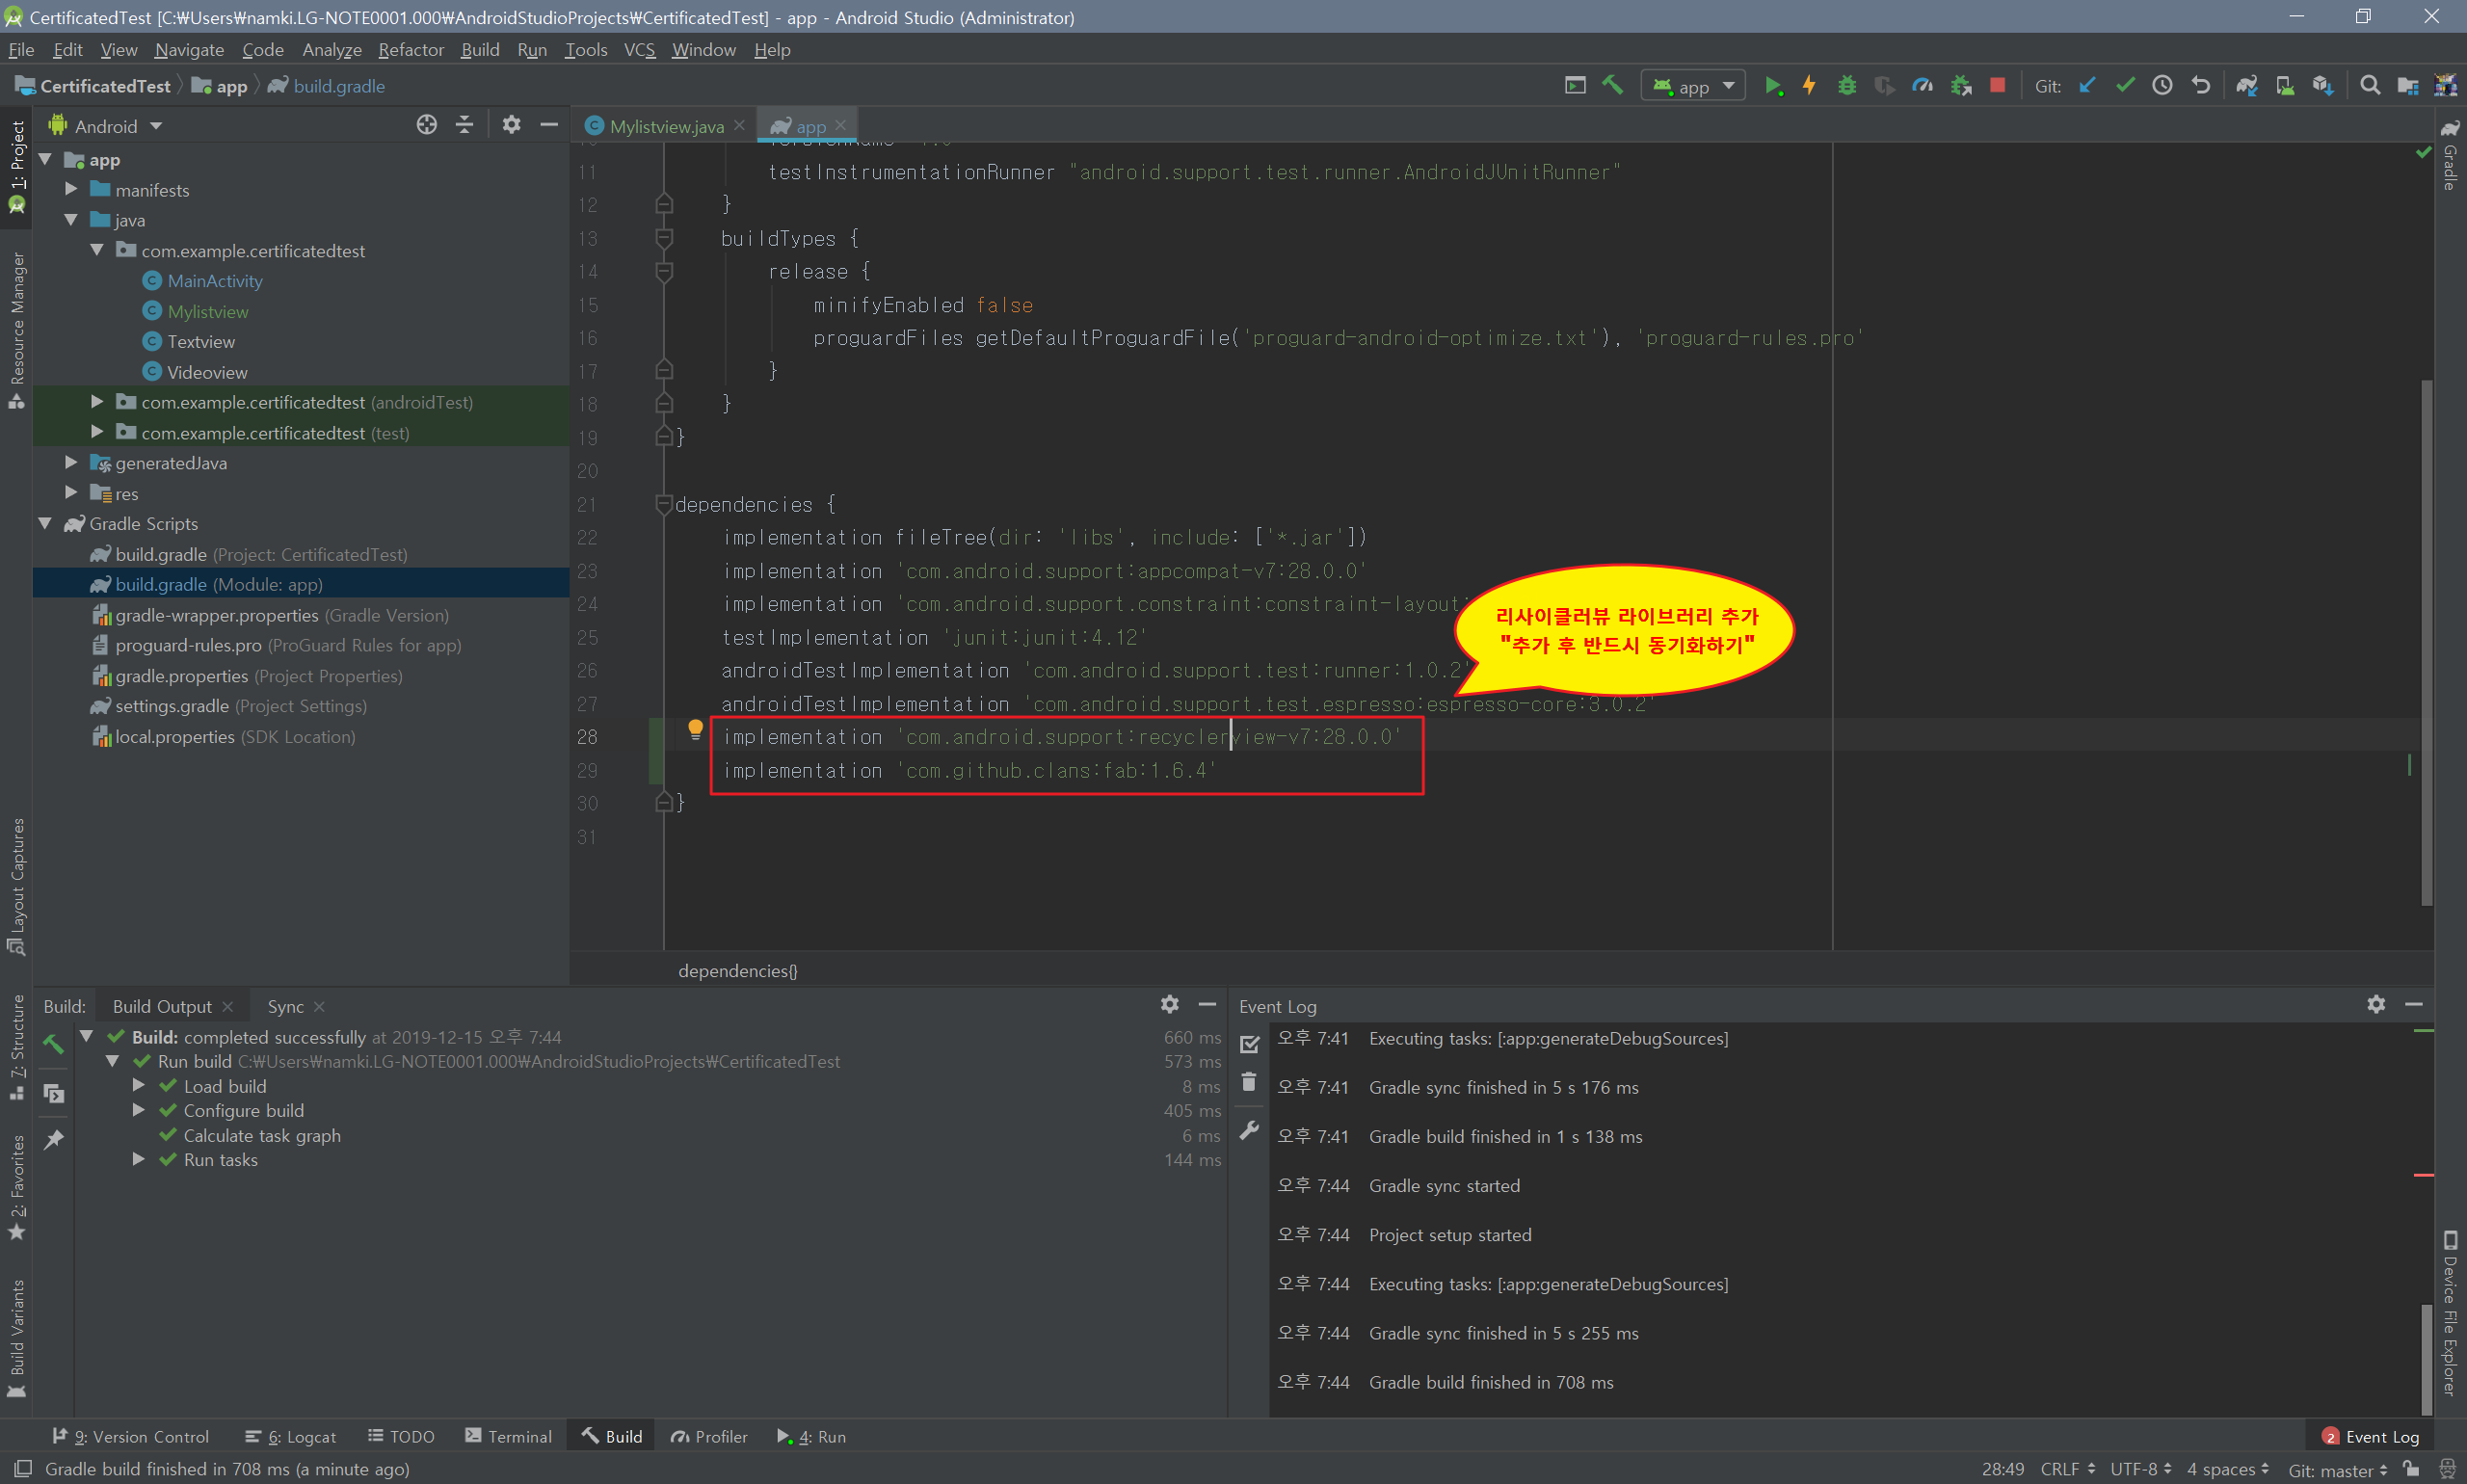 CertificatedTest [C:₩Users₩namki.LG-NOTE0001.000₩AndroidStudioProjects₩CertificatedTest] - app - Android Studio (Administrator)
File Edit View Navigate Code Analyze Refactor Build Run Tools VCS Window Help
CertificatedTest app build.gradle
app
Git:
Android
Mylistview.java
app
1: Project
Resource Manager
Layout Captures
7: Structure
2: Favorites
Build Variants
app
manifests
java
com.example.certificatedtest
MainActivity
Mylistview
Textview
Videoview
com.example.certificatedtest (androidTest)
com.example.certificatedtest (test)
generatedJava
res
Gradle Scripts
build.gradle (Project: CertificatedTest)
build.gradle (Module: app)
gradle-wrapper.properties (Gradle Version)
proguard-rules.pro (ProGuard Rules for app)
gradle.properties (Project Properties)
settings.gradle (Project Settings)
local.properties (SDK Location)
11 testInstrumentationRunner "android.support.test.runner.AndroidJUnitRunner"
12 }
13 buildTypes {
14 release {
15 minifyEnabled false
16 proguardFiles getDefaultProguardFile('proguard-android-optimize.txt'), 'proguard-rules.pro'
17 }
18 }
19 }
20
21 dependencies {
22 implementation fileTree(dir: 'libs', include: ['*.jar'])
23 implementation 'com.android.support:appcompat-v7:28.0.0'
24 implementation 'com.android.support.constraint:constraint-layout:
25 testImplementation 'junit:junit:4.12'
26 androidTestImplementation 'com.android.support.test:runner:1.0.2'
27 androidTestImplementation 'com.android.support.test.espresso:espresso-core:3.0.2'
28 implementation 'com.android.support:recyclerview-v7:28.0.0'
29 implementation 'com.github.clans:fab:1.6.4'
30 }
31
리사이클러뷰 라이브러리 추가
"추가 후 반드시 동기화하기"
dependencies{}
Gradle
Device File Explorer
Build: Build Output Sync
Build: completed successfully at 2019-12-15 오후 7:44 660 ms
Run build C:₩Users₩namki.LG-NOTE0001.000₩AndroidStudioProjects₩CertificatedTest 573 ms
Load build 8 ms
Configure build 405 ms
Calculate task graph 6 ms
Run tasks 144 ms
Event Log
오후 7:41 Executing tasks: [:app:generateDebugSources]
오후 7:41 Gradle sync finished in 5 s 176 ms
오후 7:41 Gradle build finished in 1 s 138 ms
오후 7:44 Gradle sync started
오후 7:44 Project setup started
오후 7:44 Executing tasks: [:app:generateDebugSources]
오후 7:44 Gradle sync finished in 5 s 255 ms
오후 7:44 Gradle build finished in 708 ms
9: Version Control 6: Logcat TODO Terminal Build Profiler 4: Run 2 Event Log
Gradle build finished in 708 ms (a minute ago) 28:49 CRLF UTF-8 4 spaces Git: master